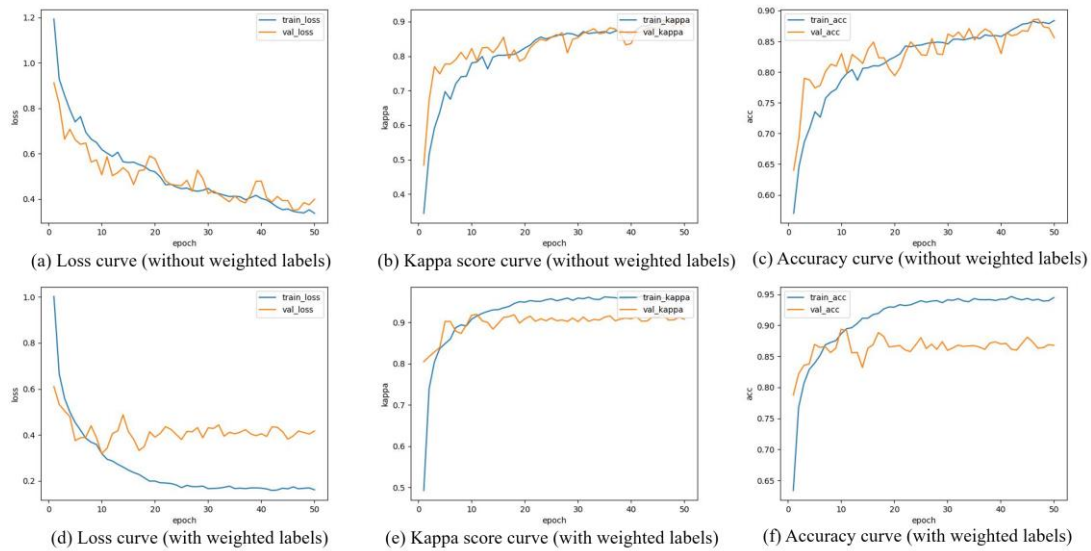 train_loss
val_loss
1.2
1.0
0.8
0.6
0.4
loss
0 10 20 30 40 50
epoch
(a) Loss curve (without weighted labels)
train_kappa
val_kappa
0.9
0.8
0.7
0.6
0.5
0.4
kappa
0 10 20 30 40 50
epoch
(b) Kappa score curve (without weighted labels)
train_acc
val_acc
0.90
0.85
0.80
0.75
0.70
0.65
0.60
acc
0 10 20 30 40 50
epoch
(c) Accuracy curve (without weighted labels)
train_loss
val_loss
1.0
0.8
0.6
0.4
0.2
loss
0 10 20 30 40 50
epoch
(d) Loss curve (with weighted labels)
train_kappa
val_kappa
0.9
0.8
0.7
0.6
0.5
kappa
0 10 20 30 40 50
epoch
(e) Kappa score curve (with weighted labels)
train_acc
val_acc
0.95
0.90
0.85
0.80
0.75
0.70
0.65
acc
0 10 20 30 40 50
epoch
(f) Accuracy curve (with weighted labels)